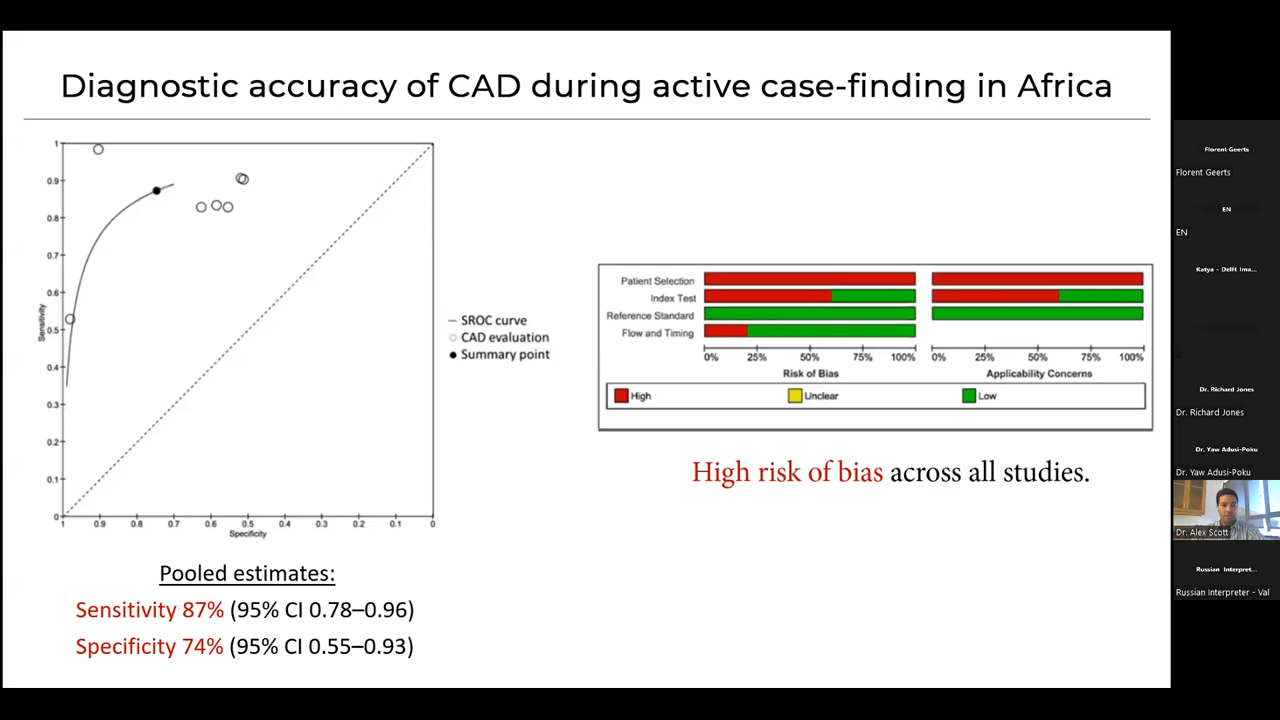 Diagnostic accuracy of CAD during active case-finding in Africa
1
0.9
0.8
0.7
0.6
0.5
0.4
0.3
0.2
0.1
0
Sensitivity
1 0.9 0.8 0.7 0.6 0.5 0.4 0.3 0.2 0.1 0
Specificity
SROC curve
CAD evaluation
Summary point
Pooled estimates:
Sensitivity 87% (95% CI 0.78–0.96)
Specificity 74% (95% CI 0.55–0.93)
Patient Selection
Index Test
Reference Standard
Flow and Timing
0% 25% 50% 75% 100%
Risk of Bias
0% 25% 50% 75% 100%
Applicability Concerns
High
Unclear
Low
High risk of bias across all studies.
Florent Geerts
Florent Geerts
EN
EN
Katya - Delft Ima...
Dr. Richard Jones
Dr. Richard Jones
Dr. Yaw Adusi-Poku
Dr. Yaw Adusi-Poku
Dr. Alex Scott
Russian Interpret...
Russian Interpreter - Val